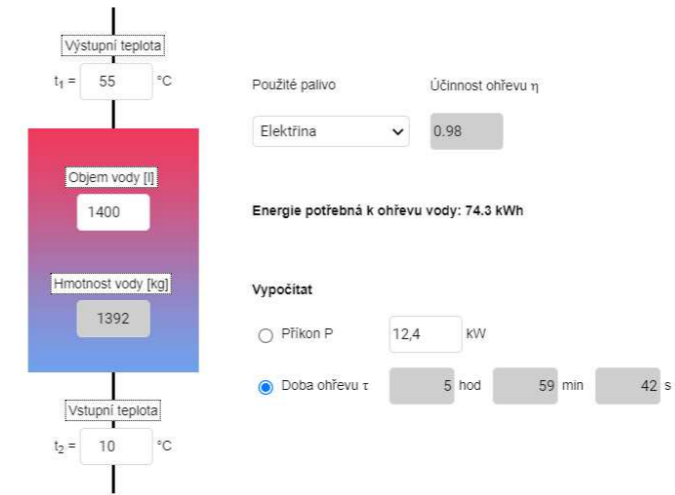 Výstupní teplota
t₁ = 55 °C
Použité palivo
Účinnost ohřevu η
Elektřina
0.98
Objem vody [l]
1400
Energie potřebná k ohřevu vody: 74.3 kWh
Hmotnost vody [kg]
1392
Vypočítat
Příkon P 12,4 kW
Doba ohřevu τ 5 hod 59 min 42 s
Vstupní teplota
t₂ = 10 °C